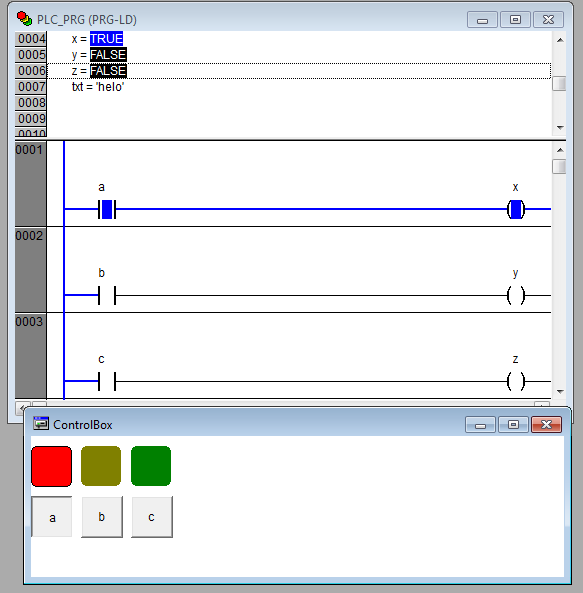 PLC_PRG (PRG-LD)
0004 x = TRUE
0005 y = FALSE
0006 z = FALSE
0007 txt = 'helo'
0008
0009
0010
0001
a x
0002
b y
0003
c z
ControlBox
a b c